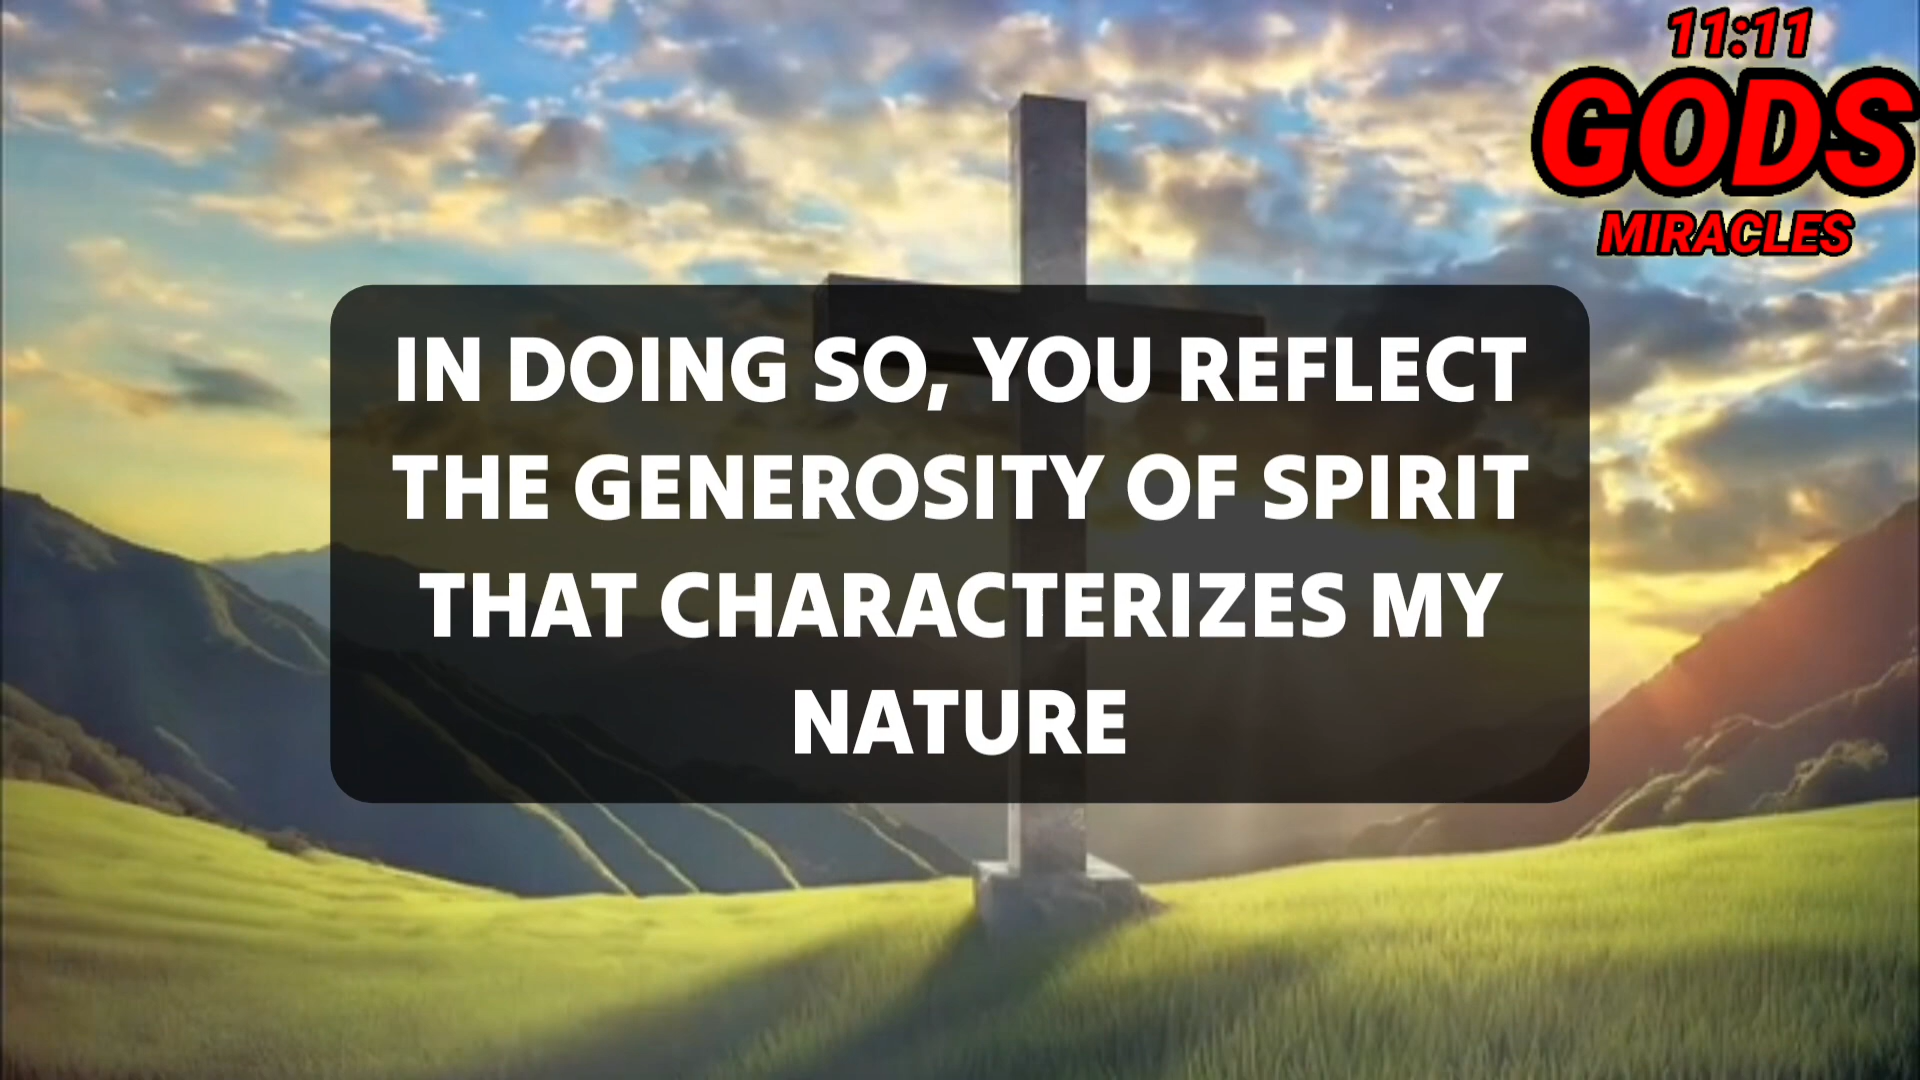 11:11
GODS
MIRACLES
IN DOING SO, YOU REFLECT
THE GENEROSITY OF SPIRIT
THAT CHARACTERIZES MY
NATURE